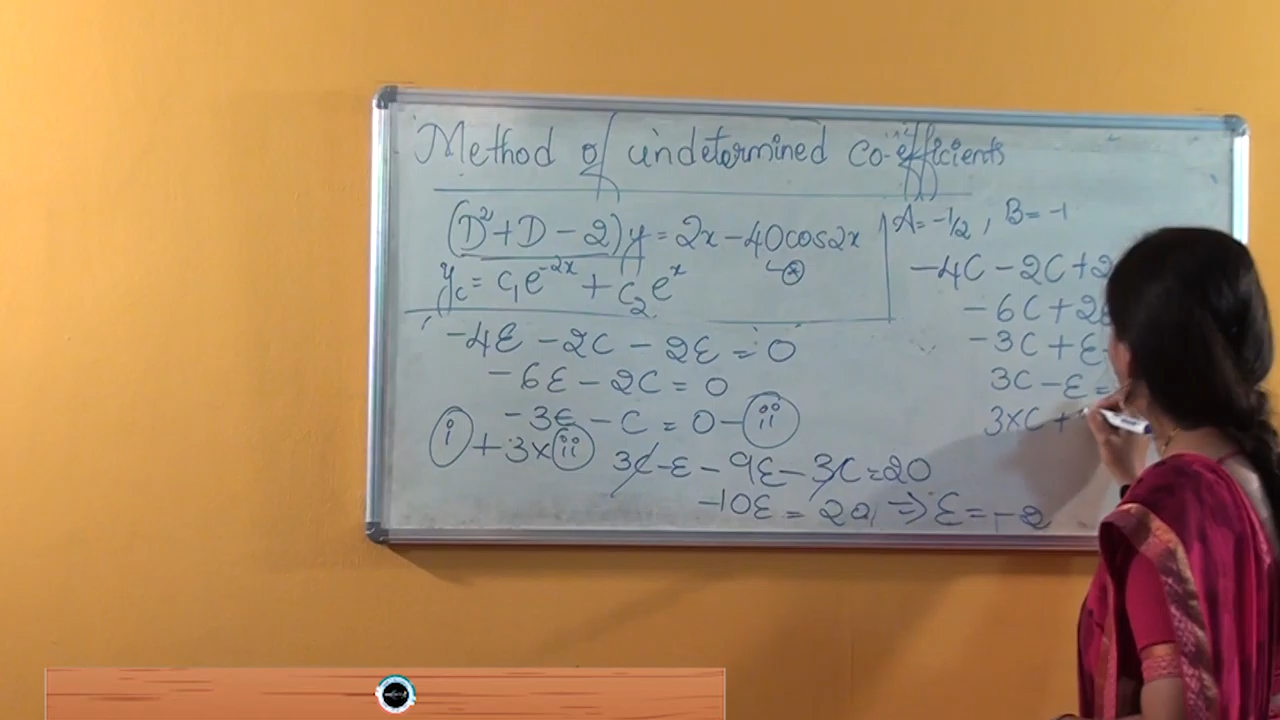 Method of undetermined co-efficients
(D² + D - 2)y = 2x - 40cos2x
y_c = c₁e^{-2x} + c₂e^x
-4E - 2C - 2E = 0
-6E - 2C = 0
-3E - C = 0 - (ii)
(i) + 3×(ii) 3C - E - 9E - 3C = 20
-10E = 20 ⇒ E = -2
A = -1/2, B = -1
-4C - 2C + 2
-6C + 2E
-3C + E
3C - E =
3×C +